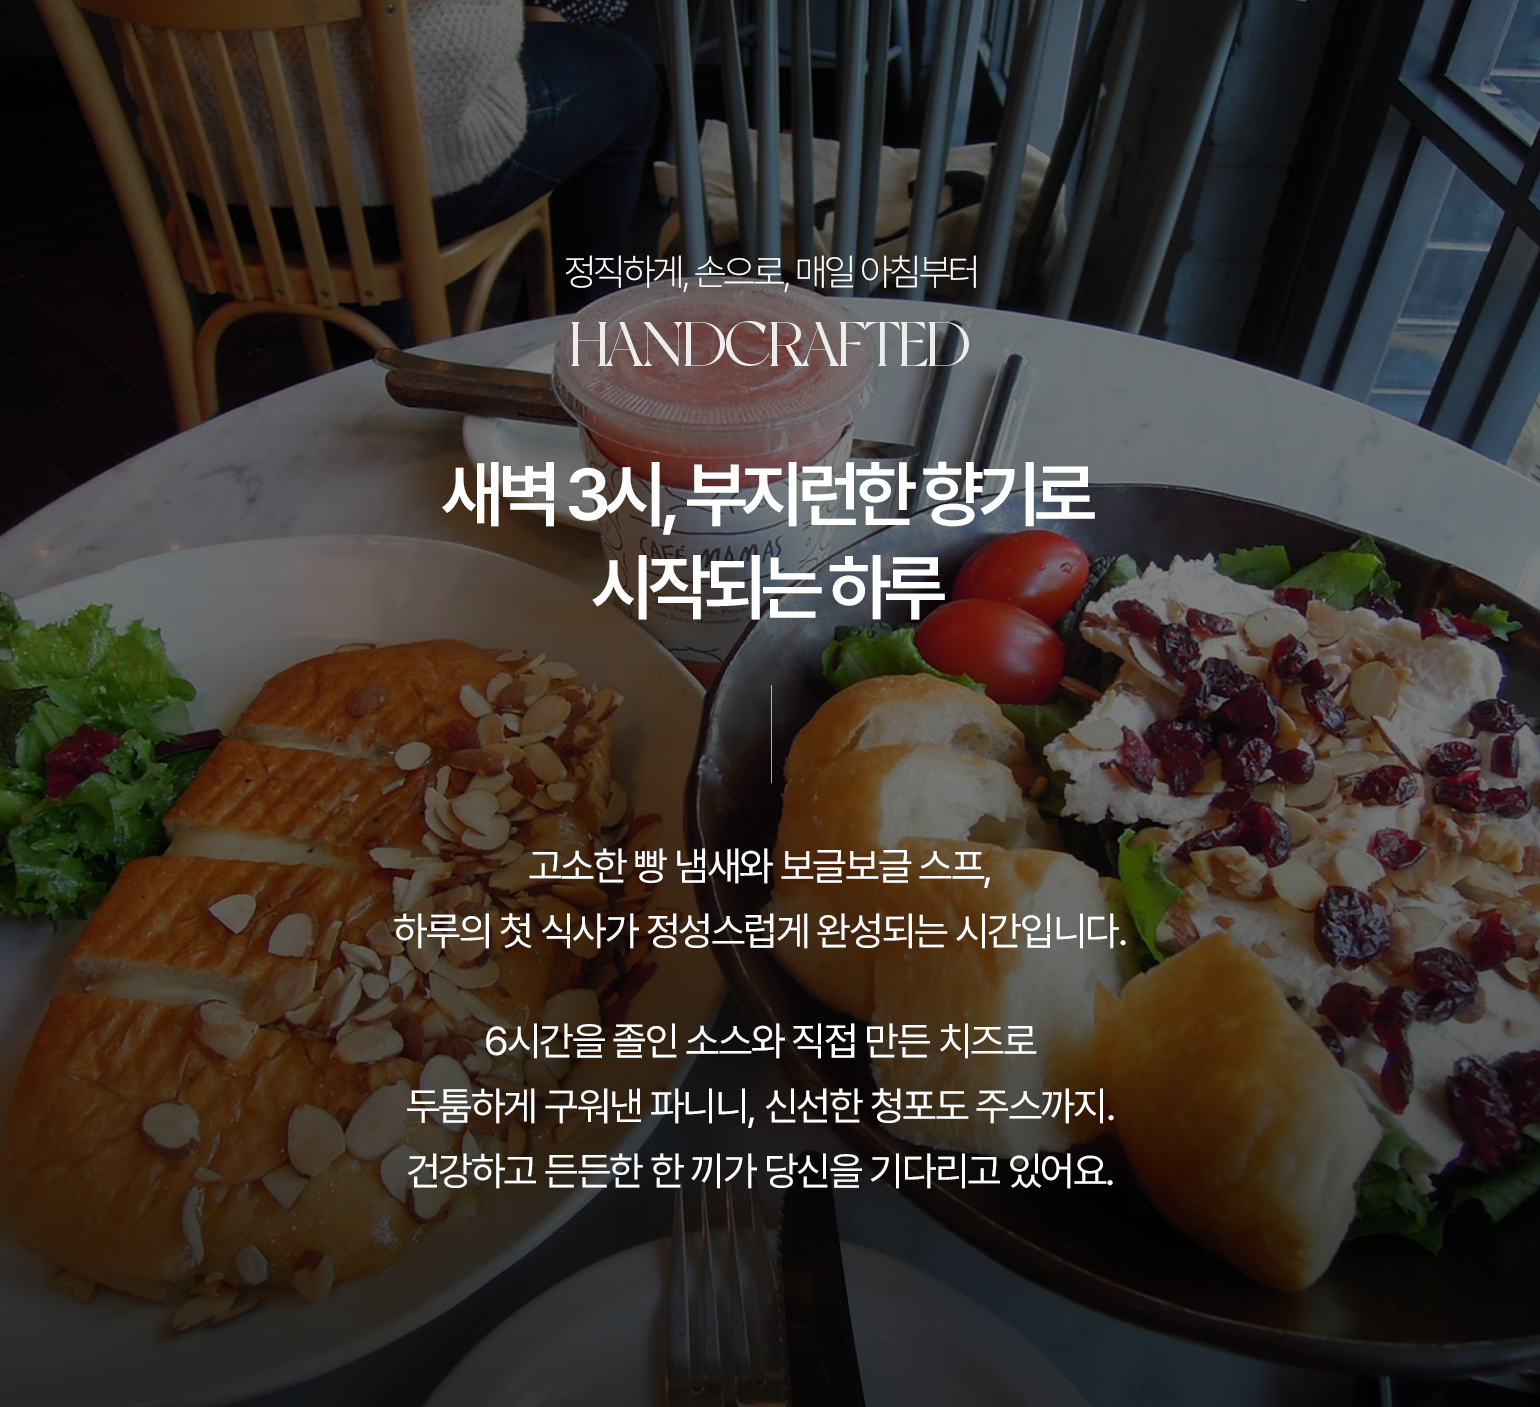 정직하게, 손으로, 매일 아침부터
HANDCRAFTED
새벽 3시, 부지런한 향기로
CAFÉ MAMAS
시작되는 하루
고소한 빵 냄새와 보글보글 스프,
하루의 첫 식사가 정성스럽게 완성되는 시간입니다.
6시간을 졸인 소스와 직접 만든 치즈로
두툼하게 구워낸 파니니, 신선한 청포도 주스까지.
건강하고 든든한 한 끼가 당신을 기다리고 있어요.